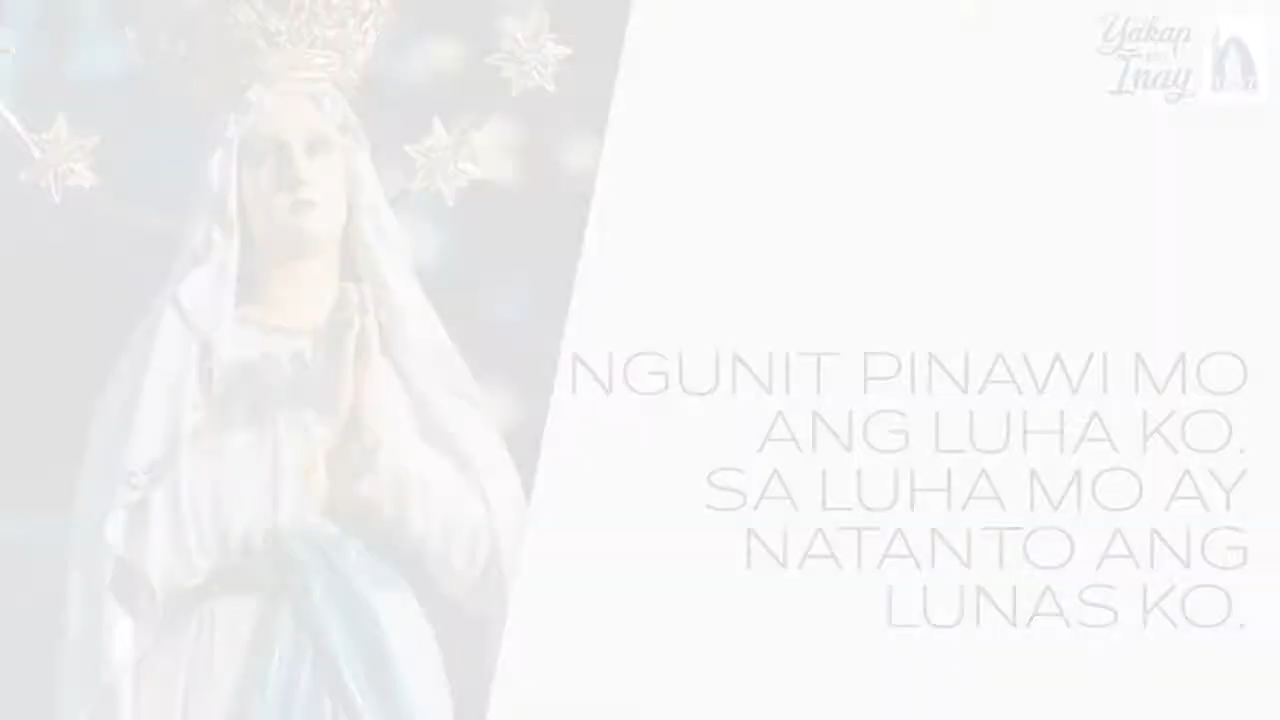 Yakap
Inay
NGUNIT PINAWI MO
ANG LUHA KO.
SA LUHA MO AY
NATANTO ANG
LUNAS KO.